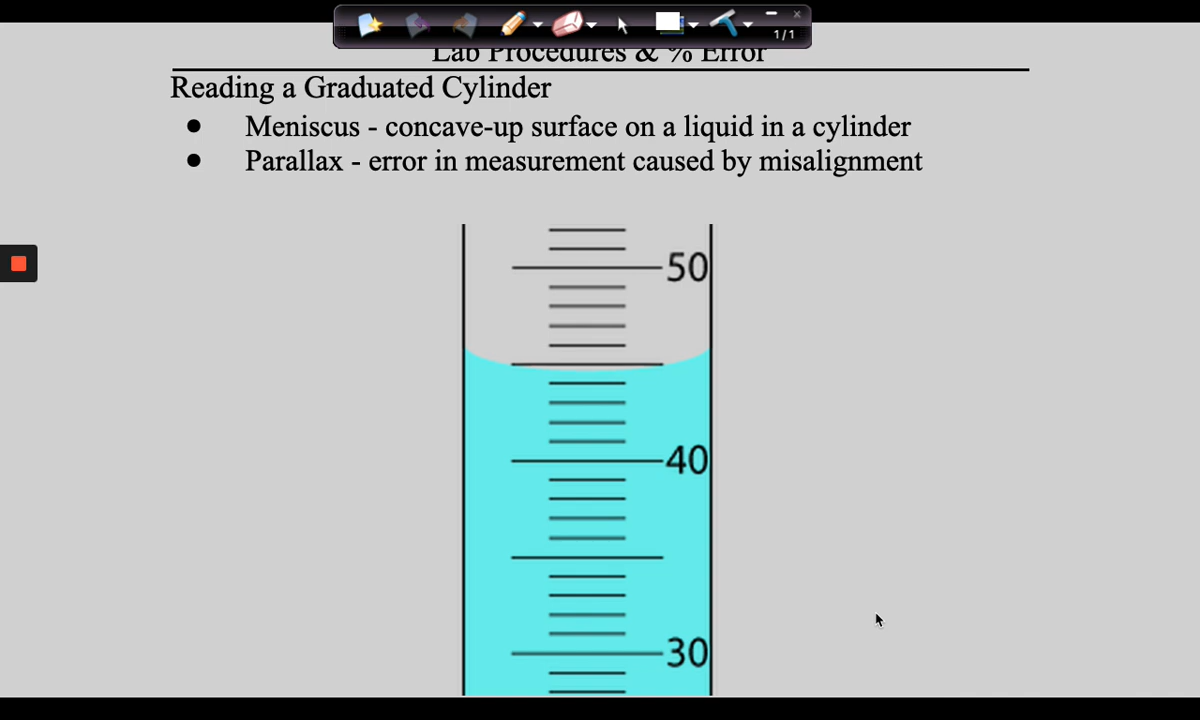 1/1
Lab Procedures & % Error
Reading a Graduated Cylinder
● Meniscus - concave-up surface on a liquid in a cylinder
● Parallax - error in measurement caused by misalignment
50
40
30